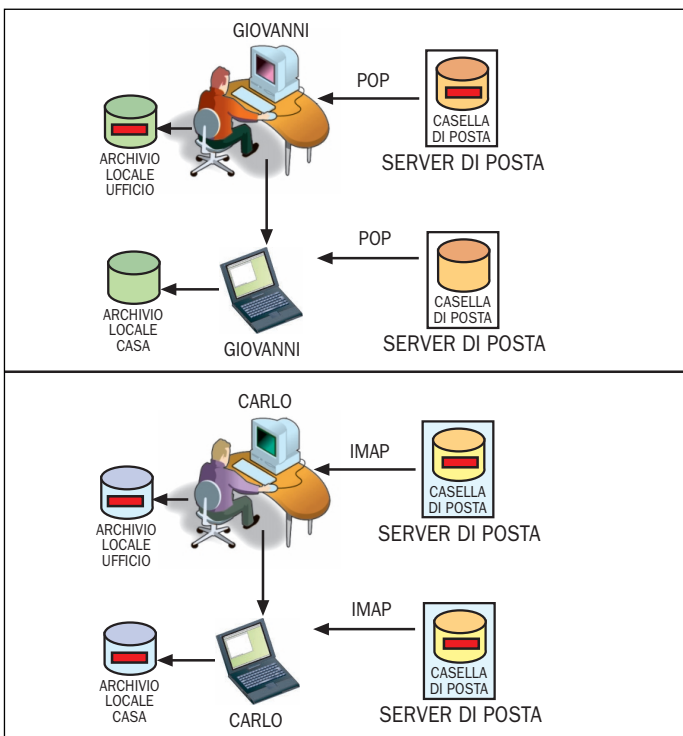 GIOVANNI
POP
CASELLA
DI POSTA
SERVER DI POSTA
ARCHIVIO
LOCALE
UFFICIO
POP
CASELLA
DI POSTA
SERVER DI POSTA
ARCHIVIO
LOCALE
CASA
GIOVANNI
CARLO
IMAP
CASELLA
DI POSTA
SERVER DI POSTA
ARCHIVIO
LOCALE
UFFICIO
IMAP
CASELLA
DI POSTA
SERVER DI POSTA
ARCHIVIO
LOCALE
CASA
CARLO